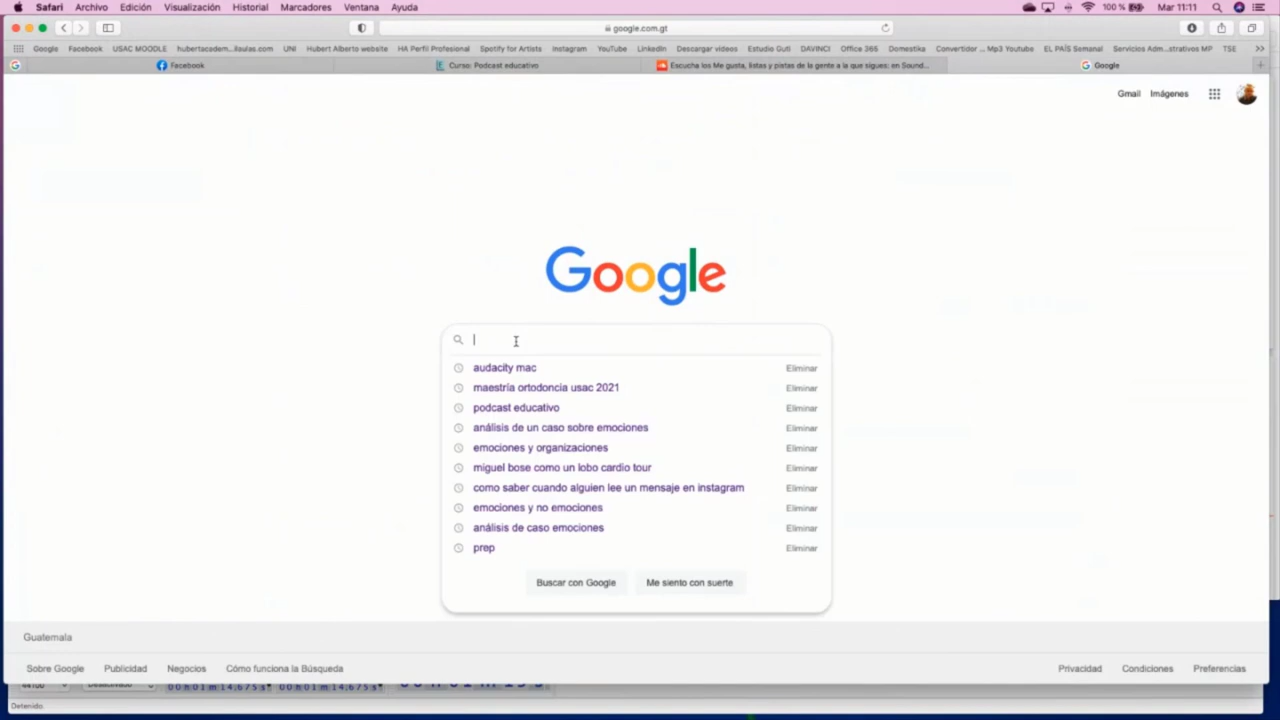 Safari Archivo Edición Visualización Historial Marcadores Ventana Ayuda 100 % Mar 11:11
google.com.gt
Google Facebook USAC MOODLE hubertacedem...ilaulas.com UNI Hubert Alberto website HA Perfil Profesional Spotify for Artists Instagram YouTube LinkedIn Descargar videos Estudio Guti DAVINCI Office 365 Domestika Convertidor ... Mp3 Youtube EL PAÍS Semanal Servicios Adm...strativos MP TSE
Facebook Curso: Podcast educativo Escucha los Me gusta, listas y pistas de la gente a la que sigues: en Sound... Google
Gmail Imágenes
Google
audacity mac Eliminar
maestría ortodoncia usac 2021 Eliminar
podcast educativo Eliminar
análisis de un caso sobre emociones Eliminar
emociones y organizaciones Eliminar
miguel bose como un lobo cardio tour Eliminar
como saber cuando alguien lee un mensaje en instagram Eliminar
emociones y no emociones Eliminar
análisis de caso emociones Eliminar
prep Eliminar
Buscar con Google Me siento con suerte
Guatemala
Sobre Google Publicidad Negocios Cómo funciona la Búsqueda Privacidad Condiciones Preferencias
00h01m14,675s 00h01m14,675s
Detenido.